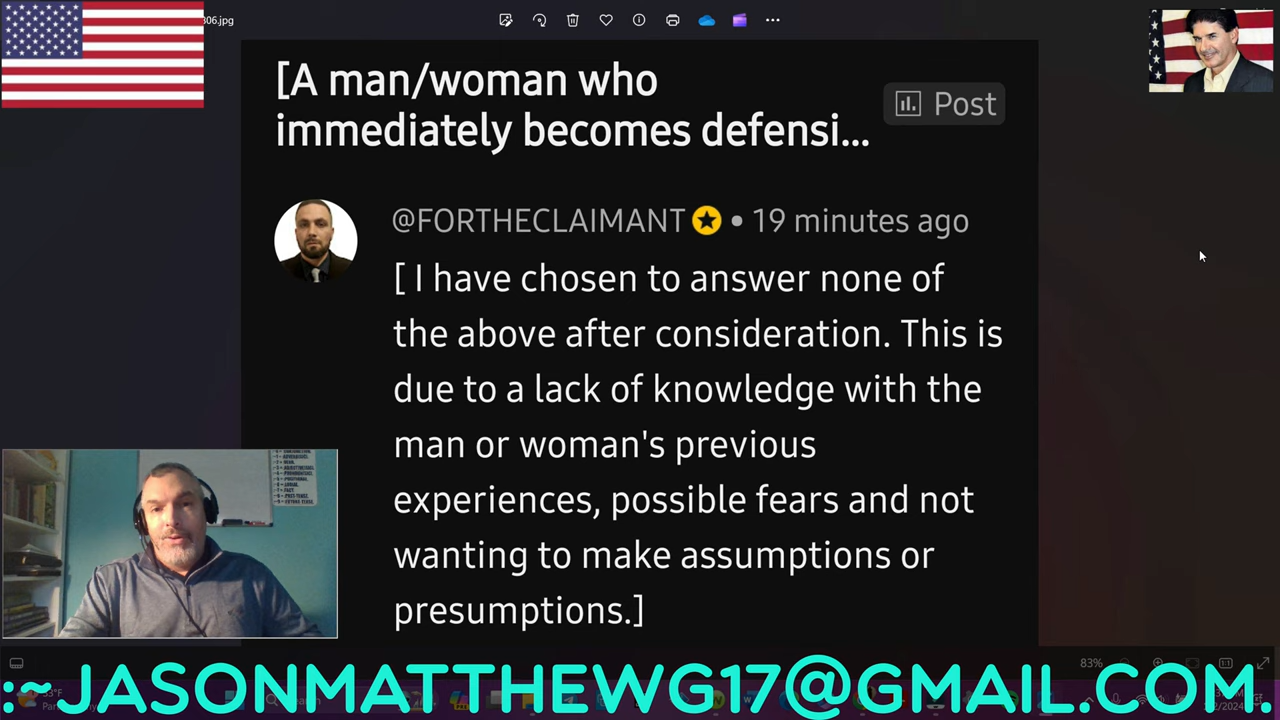 306.jpg
[A man/woman who
immediately becomes defensi...
Post
@FORTHECLAIMANT • 19 minutes ago
[ I have chosen to answer none of
the above after consideration. This is
due to a lack of knowledge with the
man or woman's previous
experiences, possible fears and not
wanting to make assumptions or
presumptions.]
83%
:~JASONMATTHEWG17@GMAIL.COM.